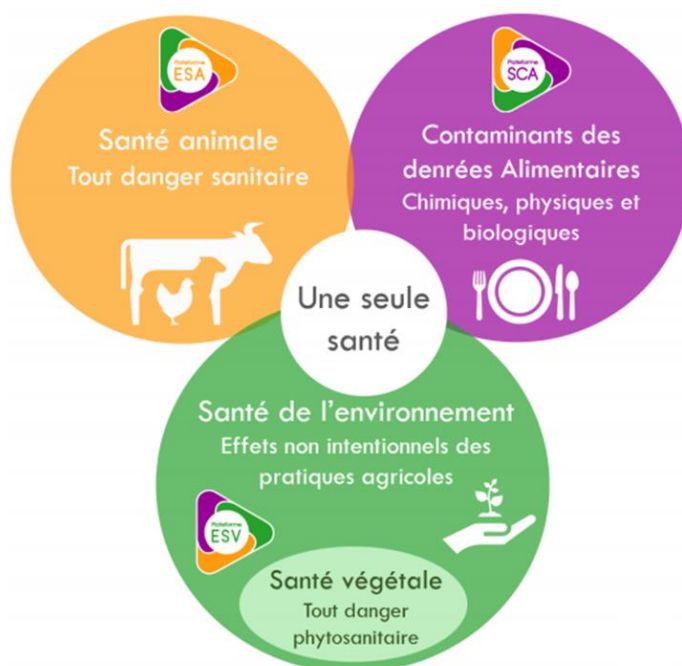 Plateforme
ESA
Santé animale
Tout danger sanitaire
Plateforme
SCA
Contaminants des
denrées Alimentaires
Chimiques, physiques et
biologiques
Une seule
santé
Santé de l'environnement
Effets non intentionnels des
pratiques agricoles
Plateforme
ESV
Santé végétale
Tout danger
phytosanitaire